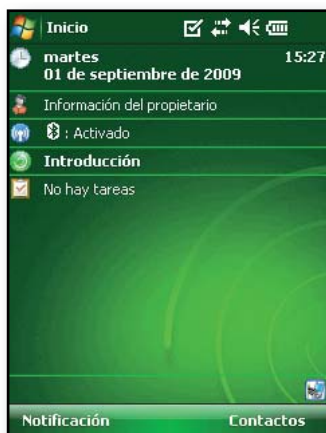 Inicio
martes 15:27
01 de septiembre de 2009
Información del propietario
: Activado
Introducción
No hay tareas
Notificación Contactos